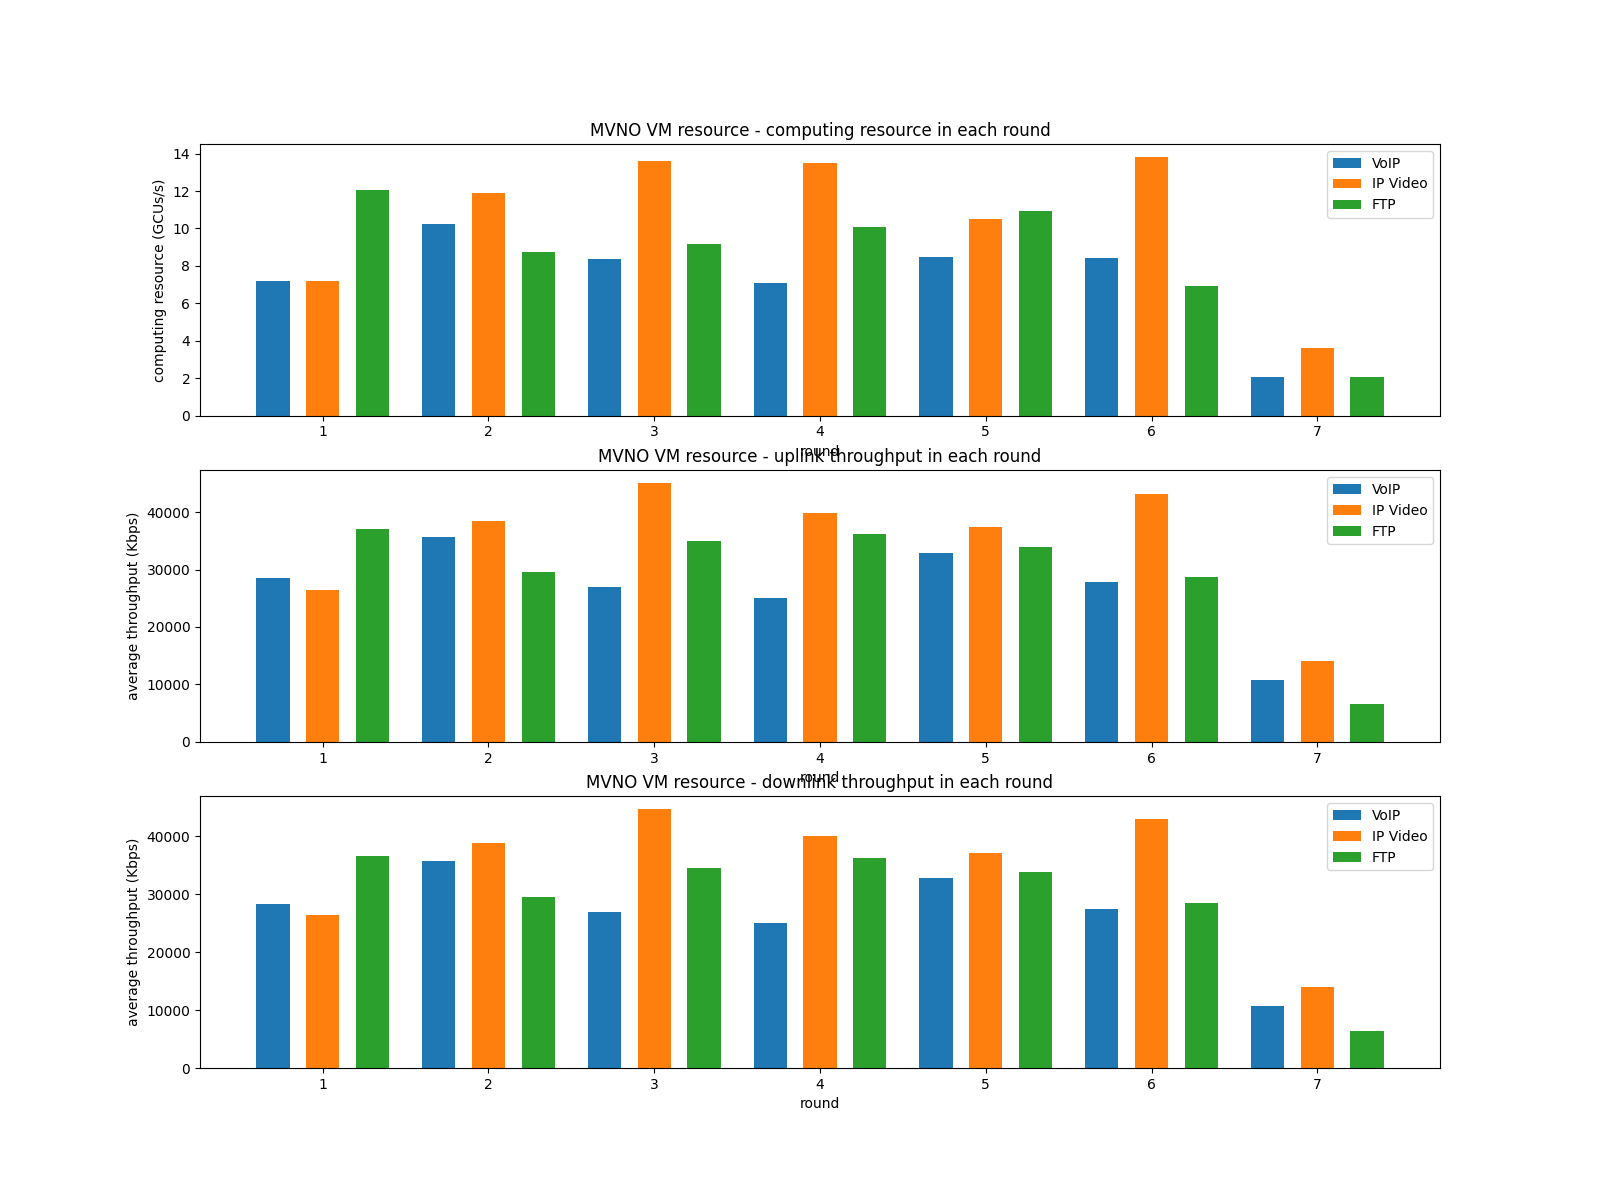 MVNO VM resource - computing resource in each round
computing resource (GCUs/s)
14
12
10
8
6
4
2
0
VoIP
IP Video
FTP
1 2 3 4 5 6 7
round
MVNO VM resource - uplink throughput in each round
average throughput (Kbps)
40000
30000
20000
10000
0
VoIP
IP Video
FTP
1 2 3 4 5 6 7
round
MVNO VM resource - downlink throughput in each round
average throughput (Kbps)
40000
30000
20000
10000
0
VoIP
IP Video
FTP
1 2 3 4 5 6 7
round